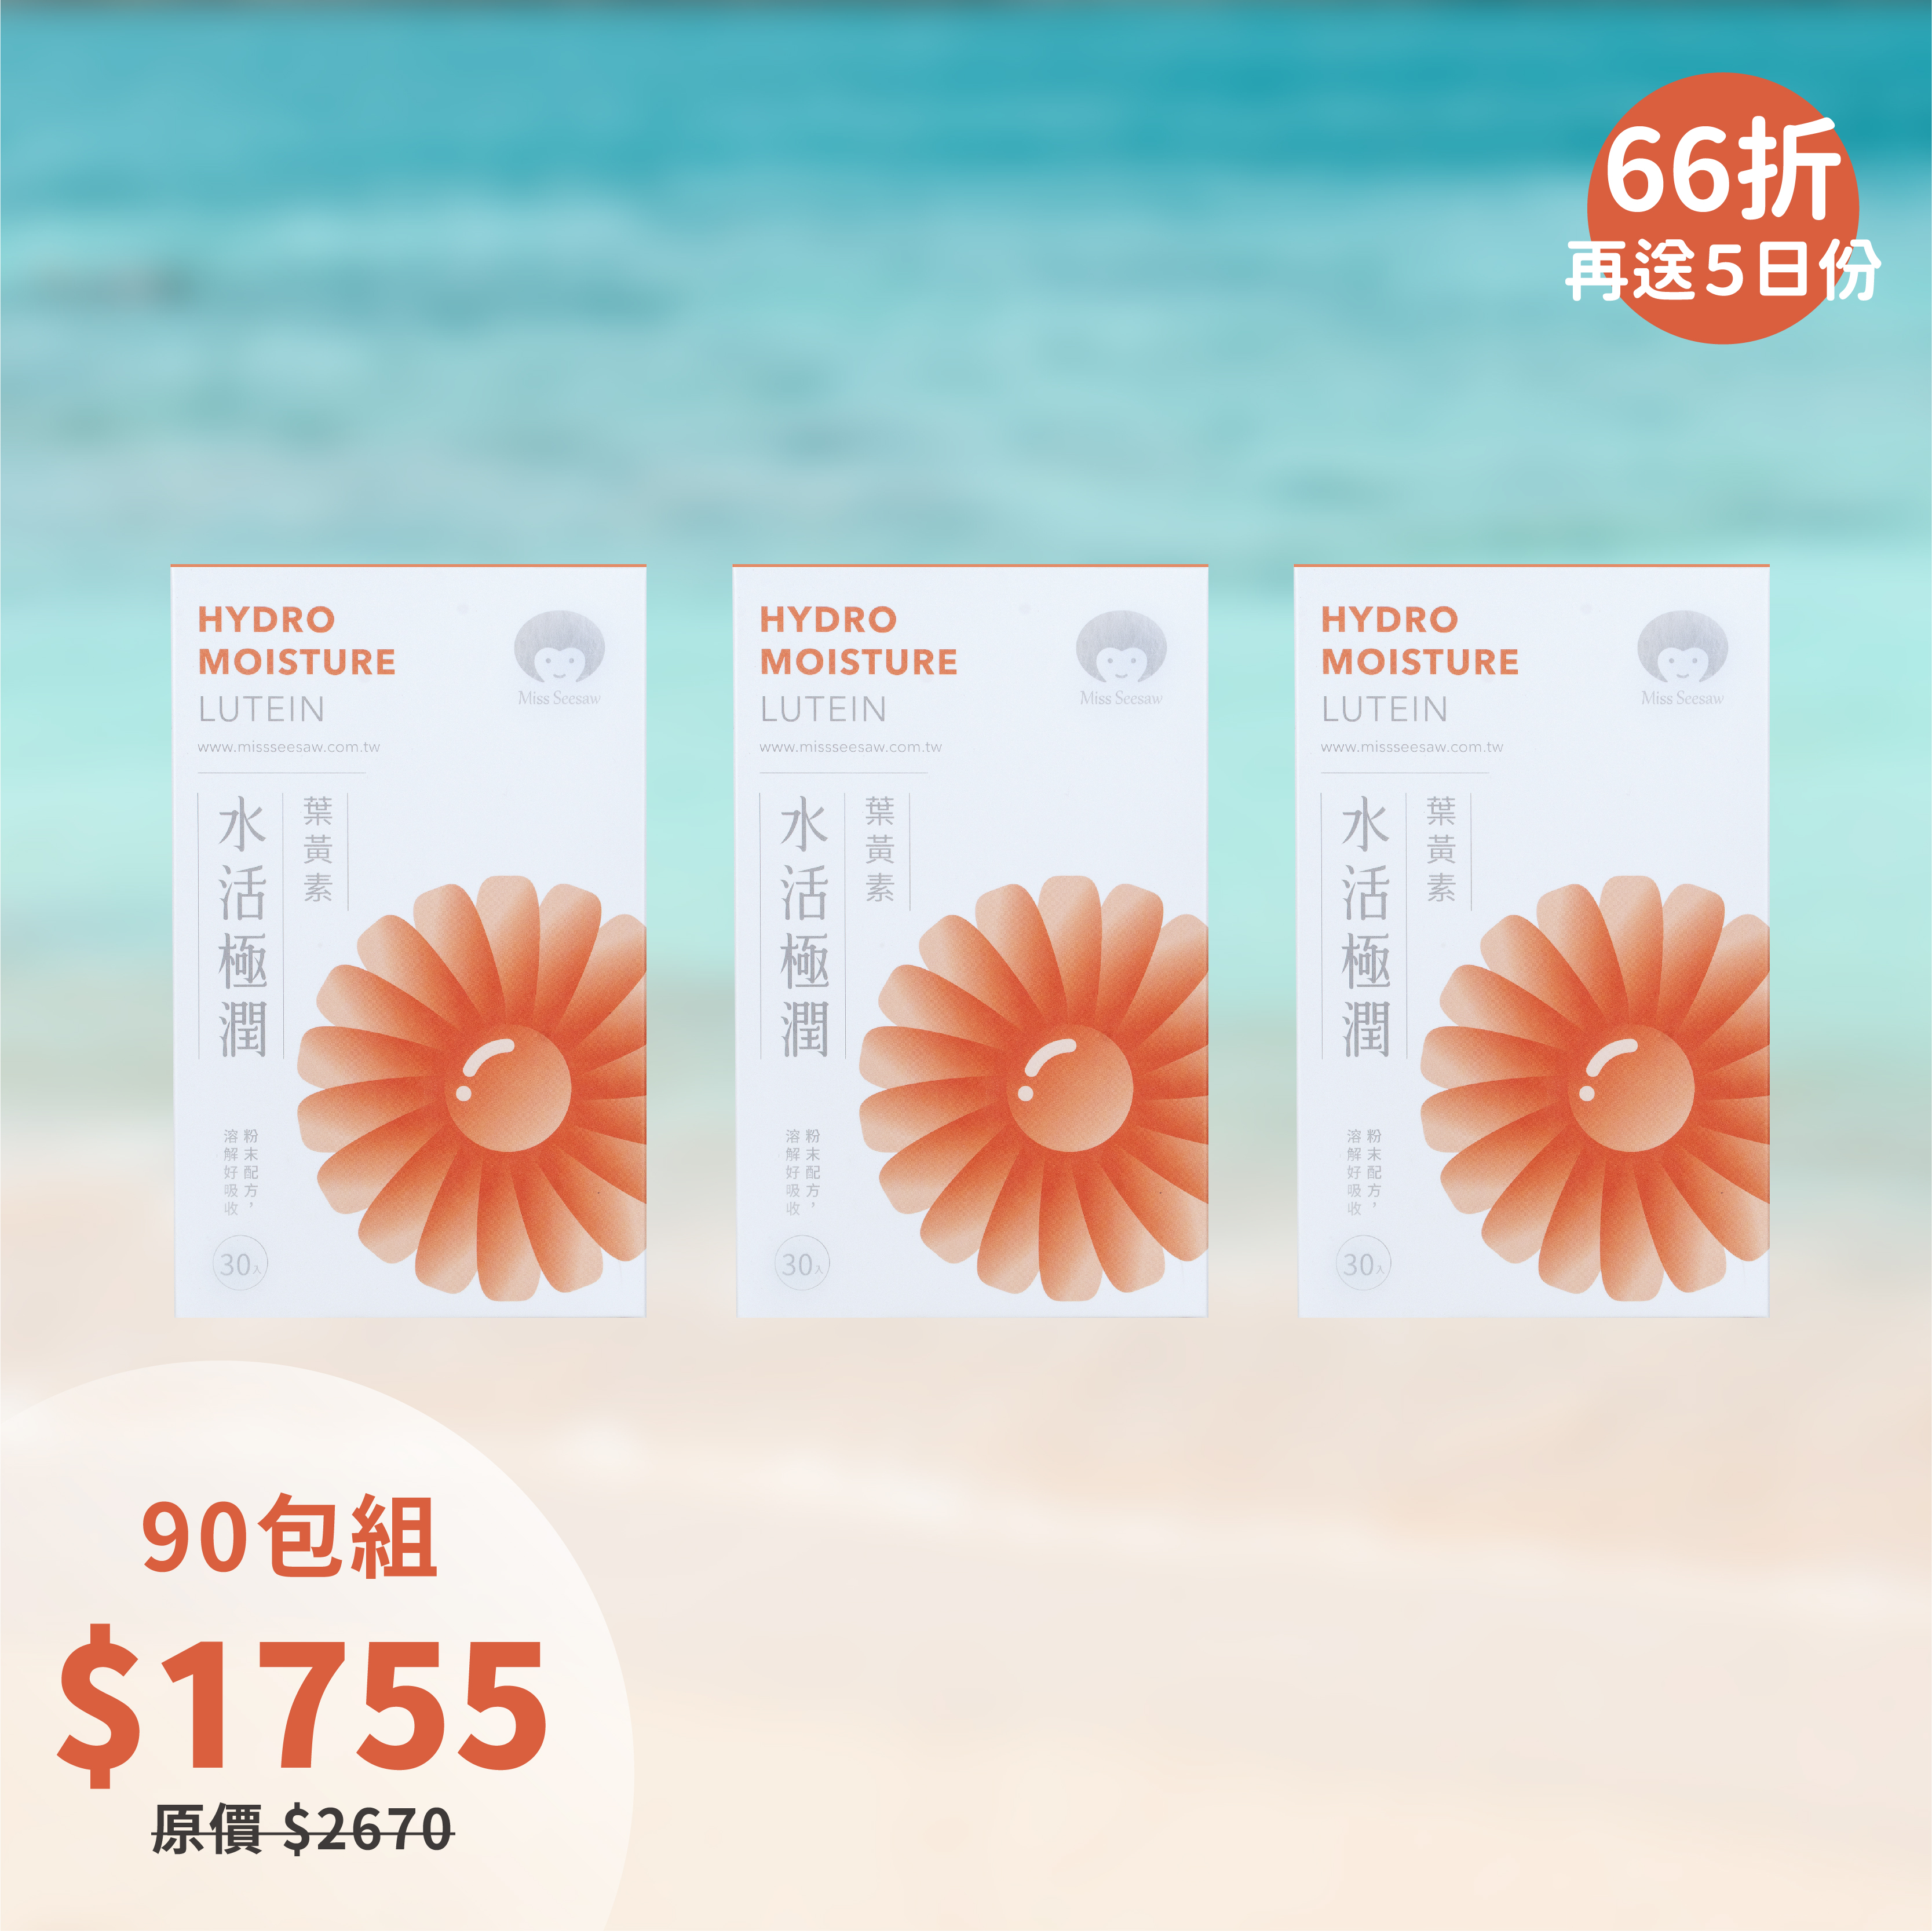 66折
再送5日份
HYDRO
MOISTURE
LUTEIN
www.missseesaw.com.tw
Miss Seesaw
葉黃素
水活極潤
粉末配方，
溶解好吸收
30入
HYDRO
MOISTURE
LUTEIN
www.missseesaw.com.tw
Miss Seesaw
葉黃素
水活極潤
粉末配方，
溶解好吸收
30入
HYDRO
MOISTURE
LUTEIN
www.missseesaw.com.tw
Miss Seesaw
葉黃素
水活極潤
粉末配方，
溶解好吸收
30入
90包組
$1755
原價 $2670